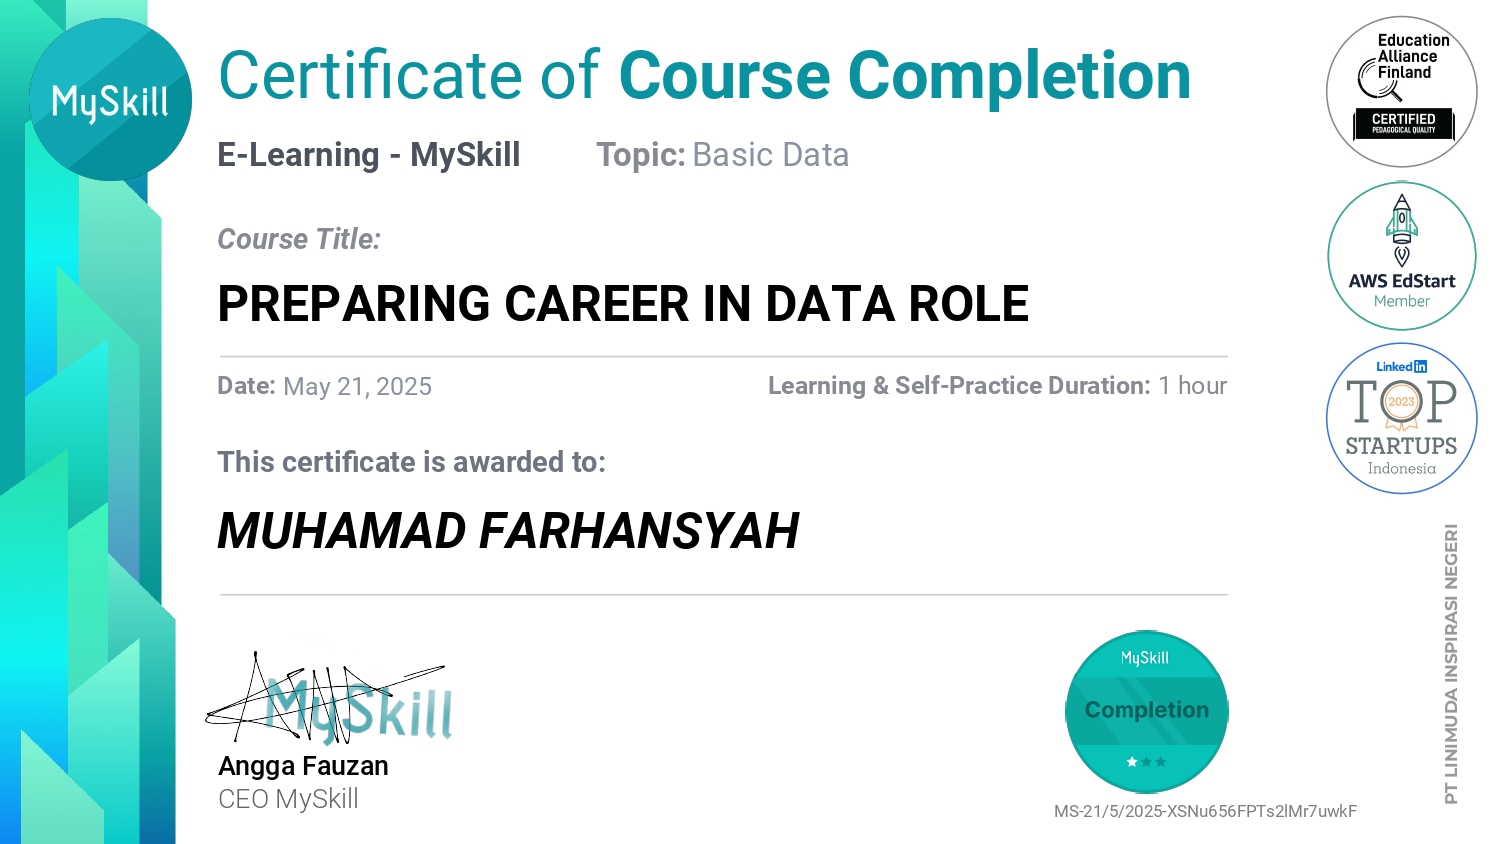 MySkill
Certificate of Course Completion
E-Learning - MySkill
Topic: Basic Data
Course Title:
PREPARING CAREER IN DATA ROLE
Date: May 21, 2025
Learning & Self-Practice Duration: 1 hour
This certificate is awarded to:
MUHAMAD FARHANSYAH
MySkill
Angga Fauzan
CEO MySkill
MySkill
Completion
MS-21/5/2025-XSNu656FPTs2lMr7uwkF
Education
Alliance
Finland
CERTIFIED
PEDAGOGICAL QUALITY
AWS EdStart
Member
LinkedIn
TOP
2023
STARTUPS
Indonesia
PT LINIMUDA INSPIRASI NEGERI